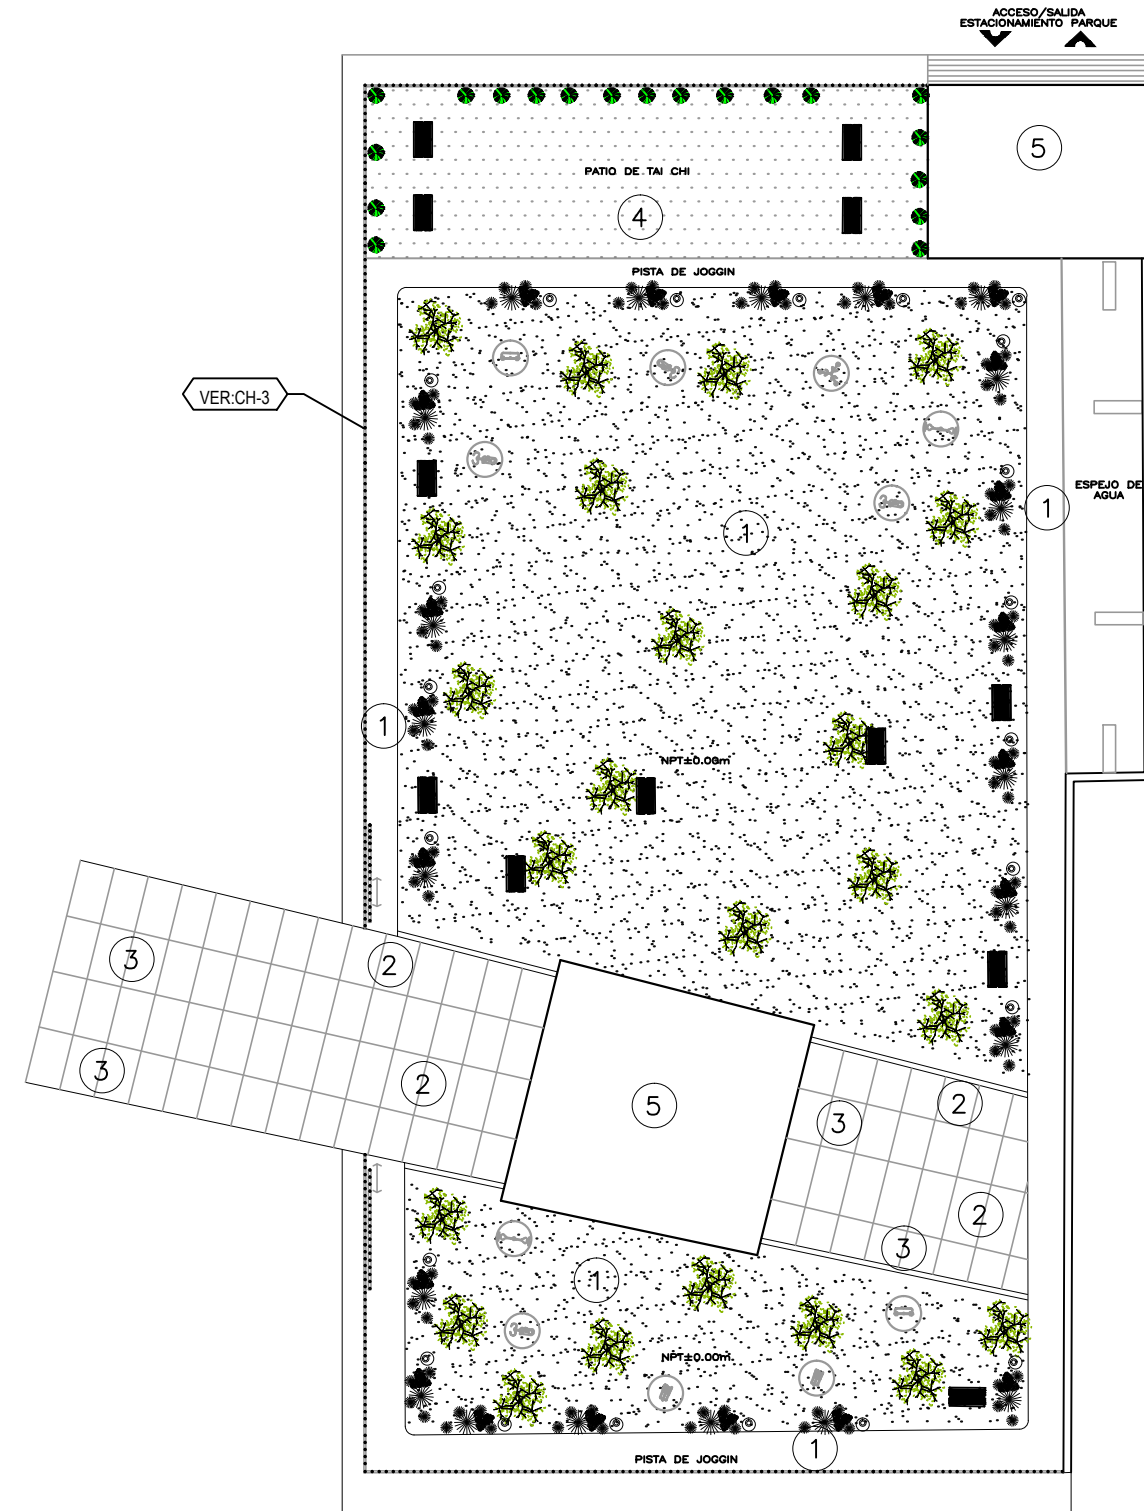 ACCESO/SALIDA
ESTACIONAMIENTO PARQUE
5
PATIO DE TAI CHI
4
PISTA DE JOGGIN
VER:CH-3
ESPEJO DE
AGUA
1
1
1
NPT±0.00m
3
2
3
2
5
3
2
2
3
1
NPT±0.00m
1
PISTA DE JOGGIN